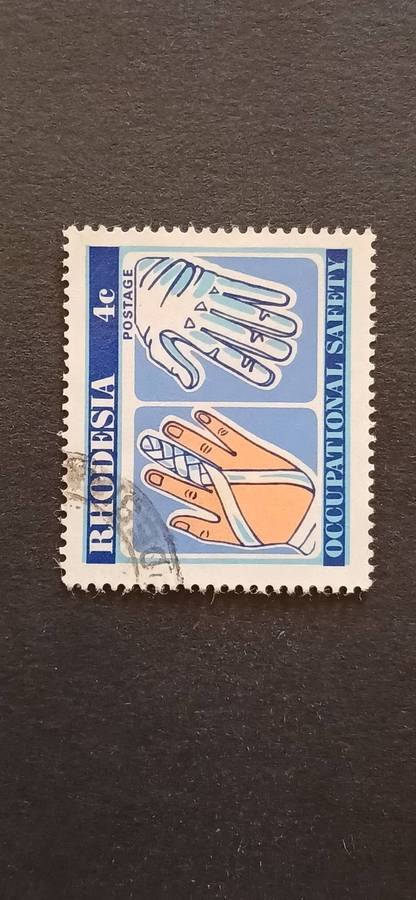 RHODESIA 4c
POSTAGE
OCCUPATIONAL SAFETY